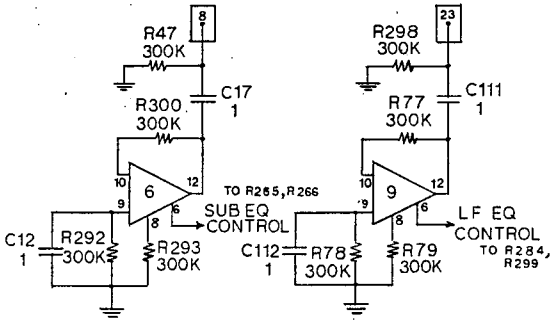 8
R47
300K
C17
1
R300
300K
10
6
12
9
8
6
TO R265, R266
SUB EQ
CONTROL
C12
1
R292
300K
R293
300K
23
R298
300K
C111
1
R77
300K
10
9
12
9
8
6
LF EQ
CONTROL
TO R284,
R299
C112
1
R78
300K
R79
300K